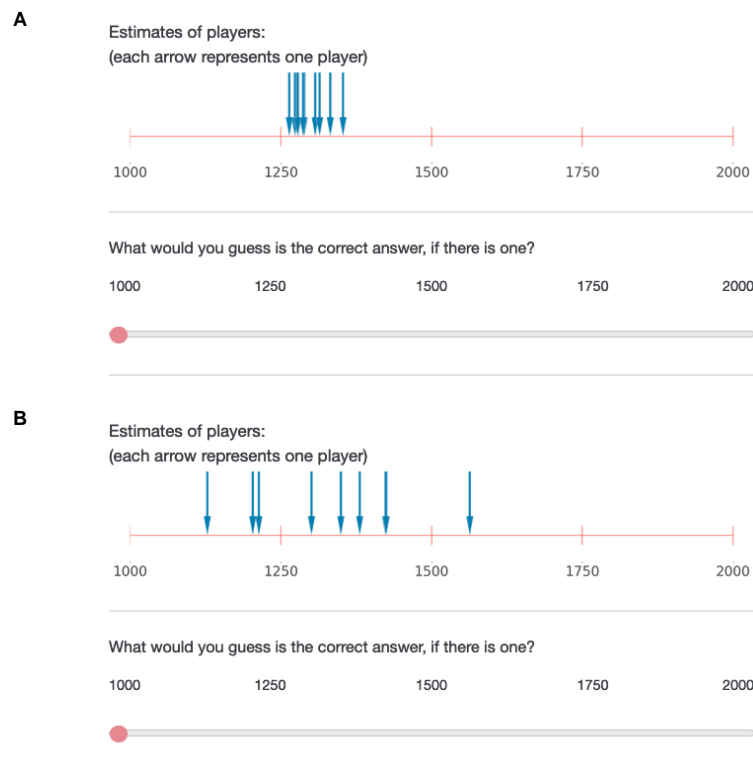 A
Estimates of players:
(each arrow represents one player)
1000 1250 1500 1750 2000
What would you guess is the correct answer, if there is one?
1000 1250 1500 1750 2000
B
Estimates of players:
(each arrow represents one player)
1000 1250 1500 1750 2000
What would you guess is the correct answer, if there is one?
1000 1250 1500 1750 2000